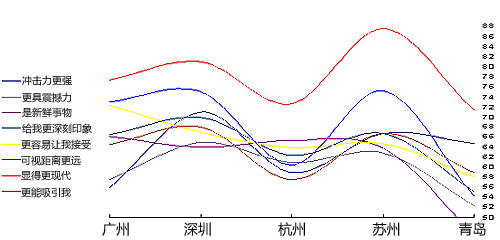 冲击力更强
更具震撼力
是新鲜事物
给我更深刻印象
更容易让我接受
可视距离更远
显得更现代
更能吸引我
88
86
84
82
80
78
76
74
72
70
68
66
64
62
60
58
56
54
52
50
广州 深圳 杭州 苏州 青岛